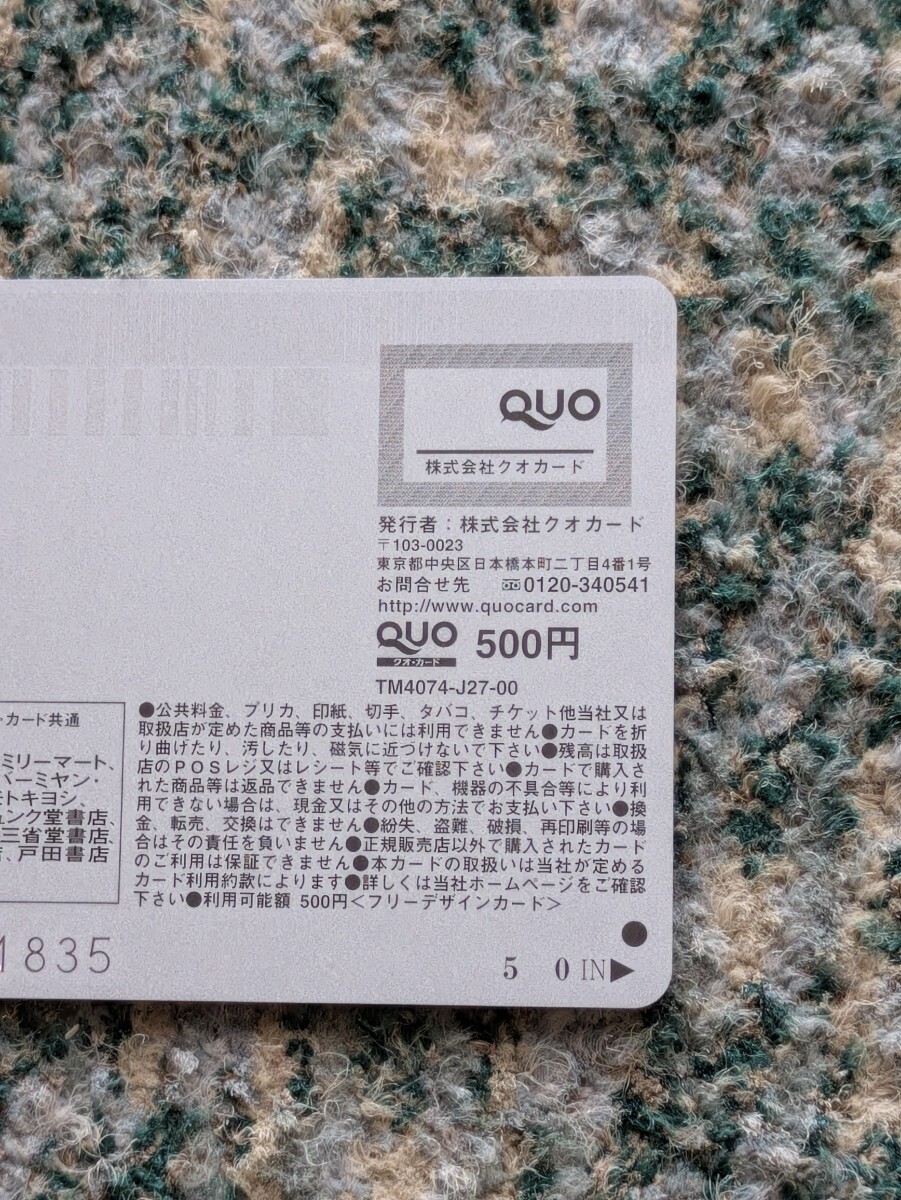 QUO
株式会社クオカード
発行者：株式会社クオカード
〒103-0023
東京都中央区日本橋本町二丁目4番1号
お問合せ先 0120-340541
http://www.quocard.com
QUO 500円
クオ・カード
TM4074-J27-00
・カード共通
ミリーマート、
バーミヤン・
モトキヨシ、
ュンク堂書店、
三省堂書店、
、戸田書店
●公共料金、プリカ、印紙、切手、タバコ、チケット他当社又は
取扱店が定めた商品等の支払いには利用できません●カードを折
り曲げたり、汚したり、磁気に近づけないで下さい●残高は取扱
店のPOSレジ又はレシート等でご確認下さい●カードで購入さ
れた商品等は返品できません●カード、機器の不具合等により利
用できない場合は、現金又はその他の方法でお支払い下さい●換
金、転売、交換はできません●紛失、盗難、破損、再印刷等の場
合はその責任を負いません●正規販売店以外で購入されたカード
のご利用は保証できません●本カードの取扱いは当社が定める
カード利用約款によります●詳しくは当社ホームページをご確認
下さい●利用可能額 500円＜フリーデザインカード＞
1835
●
5 0 IN▶